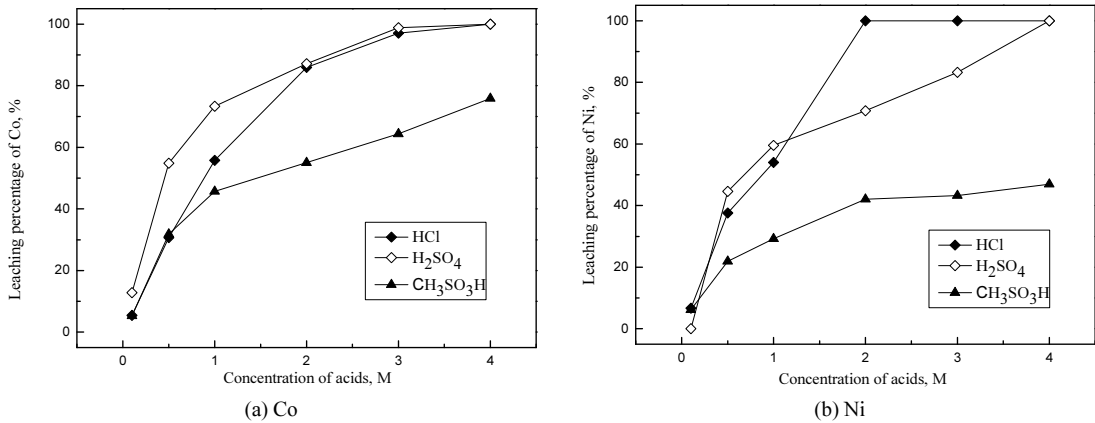 100
80
60
40
20
0
Leaching percentage of Co, %
HCl
H2SO4
CH3SO3H
0 1 2 3 4
Concentration of acids, M
(a) Co
100
80
60
40
20
0
Leaching percentage of Ni, %
HCl
H2SO4
CH3SO3H
0 1 2 3 4
Concentration of acids, M
(b) Ni